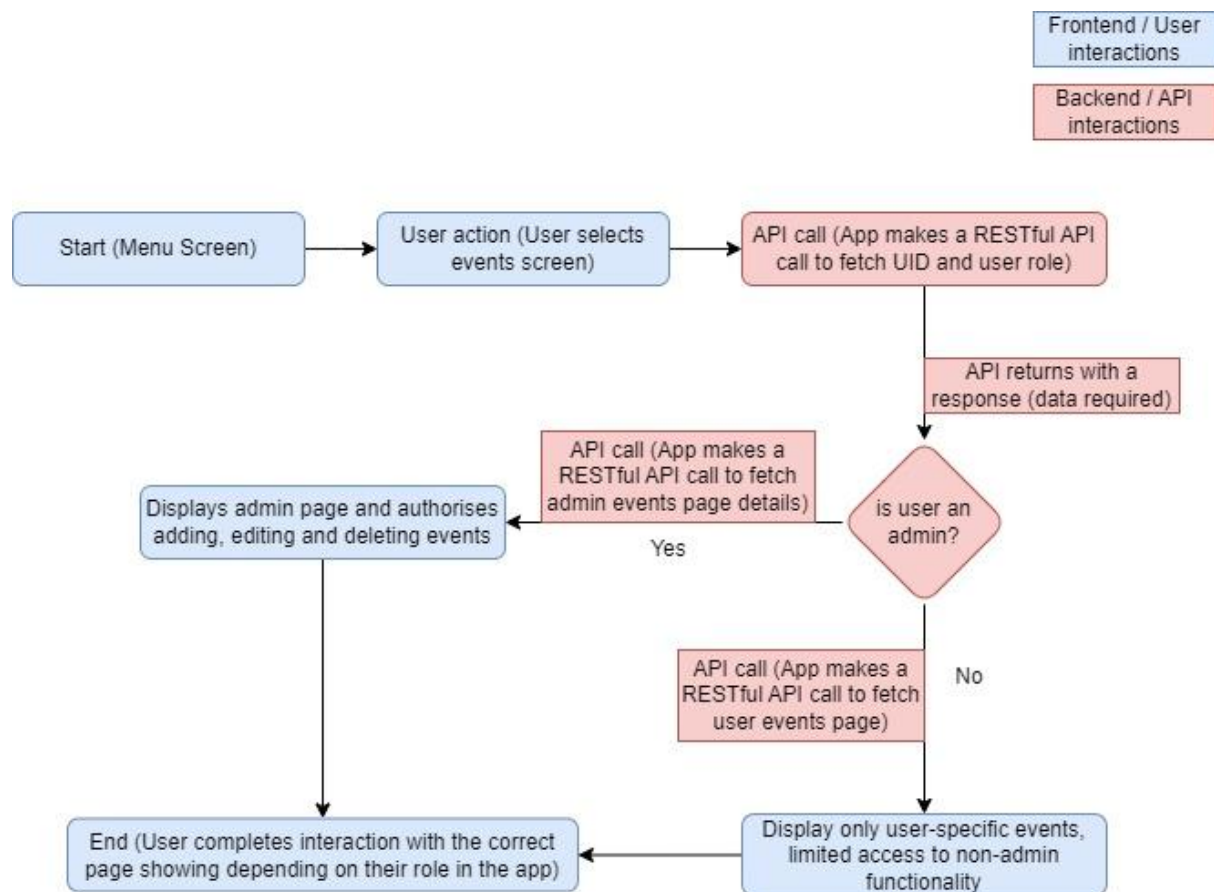 Frontend / User
interactions
Backend / API
interactions
Start (Menu Screen)
User action (User selects
events screen)
API call (App makes a RESTful API
call to fetch UID and user role)
API returns with a
response (data required)
API call (App makes a
RESTful API call to fetch
admin events page details)
is user an
admin?
Displays admin page and authorises
adding, editing and deleting events
Yes
API call (App makes a
RESTful API call to fetch
user events page)
No
End (User completes interaction with the correct
page showing depending on their role in the app)
Display only user-specific events,
limited access to non-admin
functionality